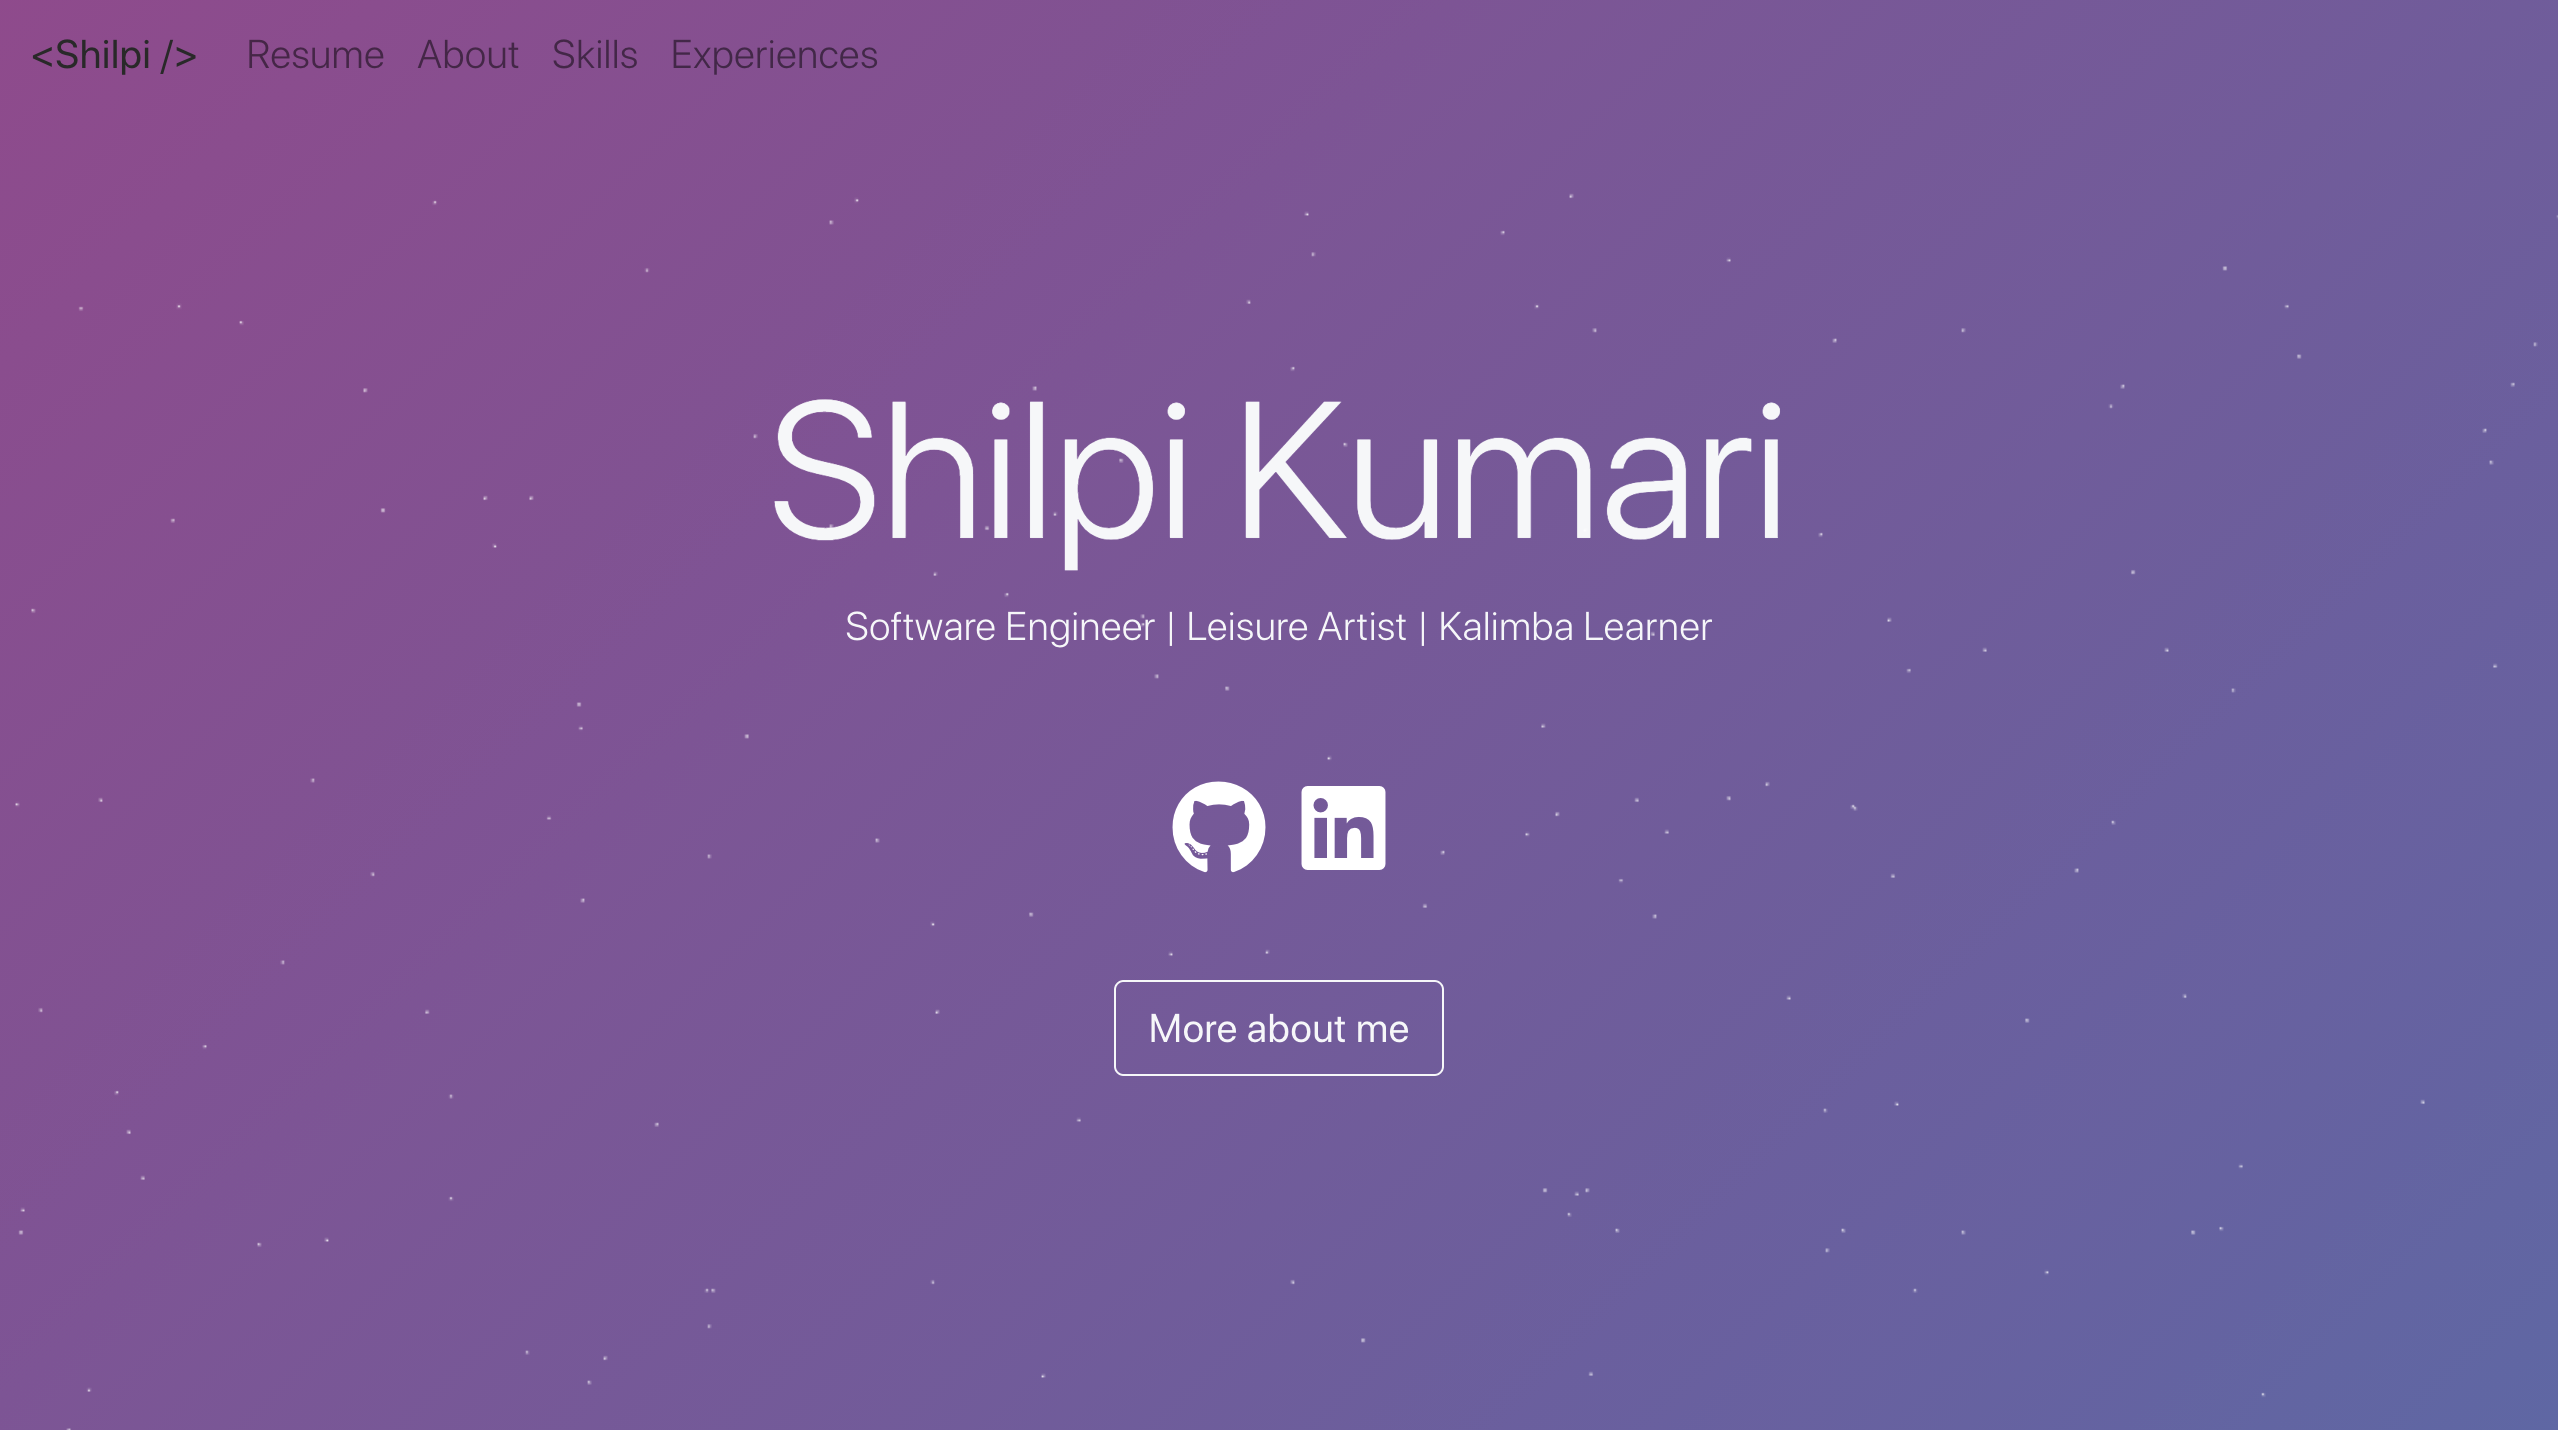 <Shilpi /> Resume About Skills Experiences
Shilpi Kumari
Software Engineer | Leisure Artist | Kalimba Learner
in
More about me